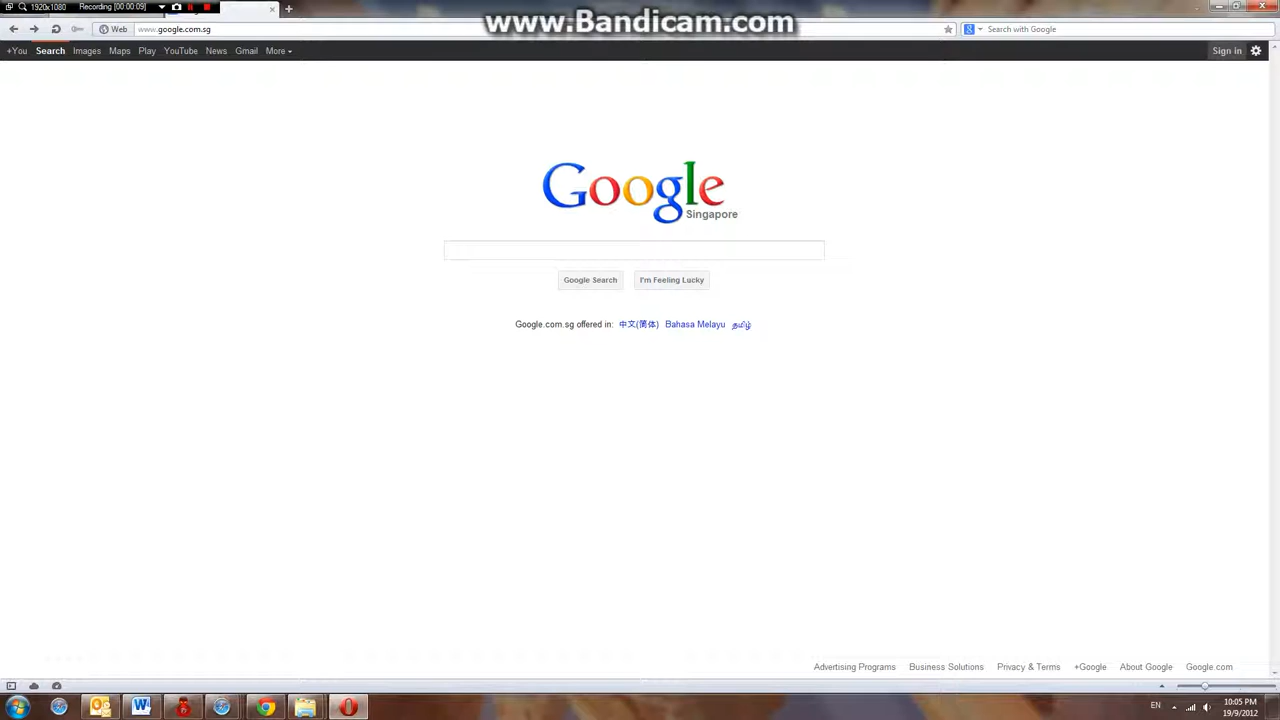 1920x1080 Recording [00:00:09]
www.Bandicam.com
Web www.google.com.sg
Search with Google
+You Search Images Maps Play YouTube News Gmail More
Sign in
Google
Singapore
Google Search I'm Feeling Lucky
Google.com.sg offered in: 中文(简体) Bahasa Melayu தமிழ்
Advertising Programs Business Solutions Privacy & Terms +Google About Google Google.com
EN
10:05 PM
19/9/2012